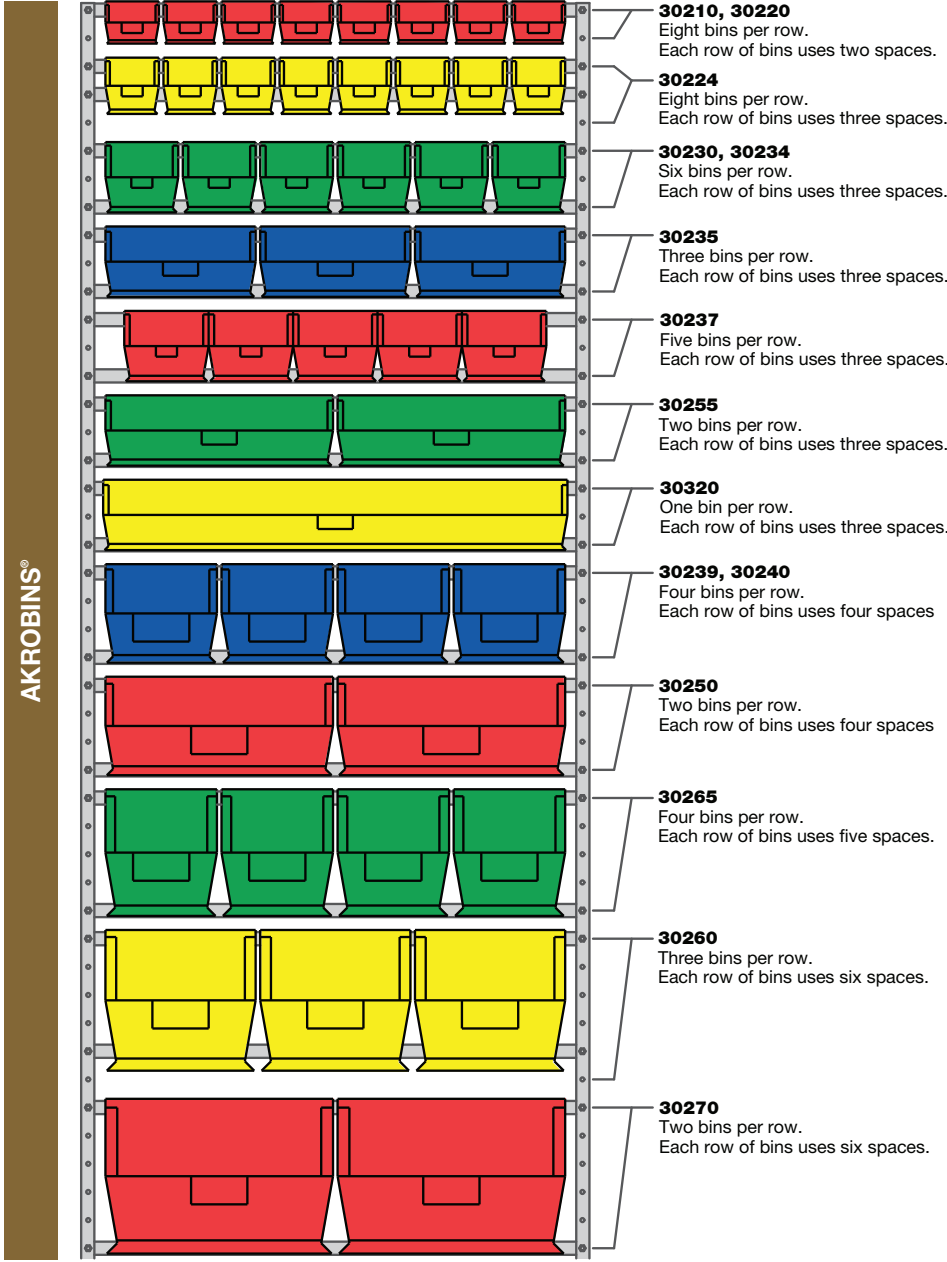 AKROBINS®
30210, 30220
Eight bins per row.
Each row of bins uses two spaces.
30224
Eight bins per row.
Each row of bins uses three spaces.
30230, 30234
Six bins per row.
Each row of bins uses three spaces.
30235
Three bins per row.
Each row of bins uses three spaces.
30237
Five bins per row.
Each row of bins uses three spaces.
30255
Two bins per row.
Each row of bins uses three spaces.
30320
One bin per row.
Each row of bins uses three spaces.
30239, 30240
Four bins per row.
Each row of bins uses four spaces
30250
Two bins per row.
Each row of bins uses four spaces
30265
Four bins per row.
Each row of bins uses five spaces.
30260
Three bins per row.
Each row of bins uses six spaces.
30270
Two bins per row.
Each row of bins uses six spaces.